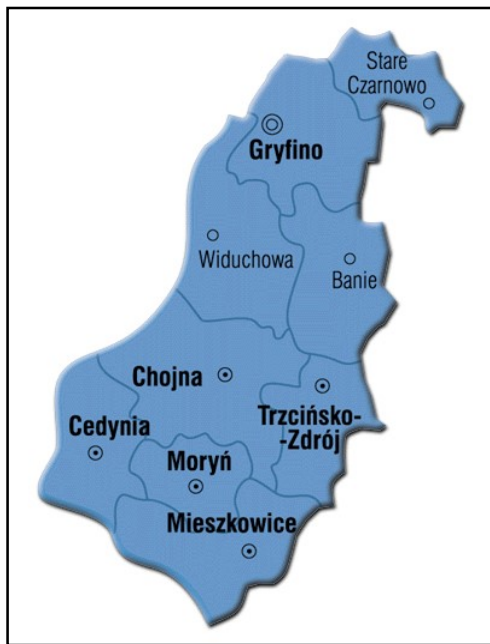 Stare
Czarnowo
Gryfino
Widuchowa
Banie
Chojna
Trzcińsko-
-Zdrój
Cedynia
Moryń
Mieszkowice